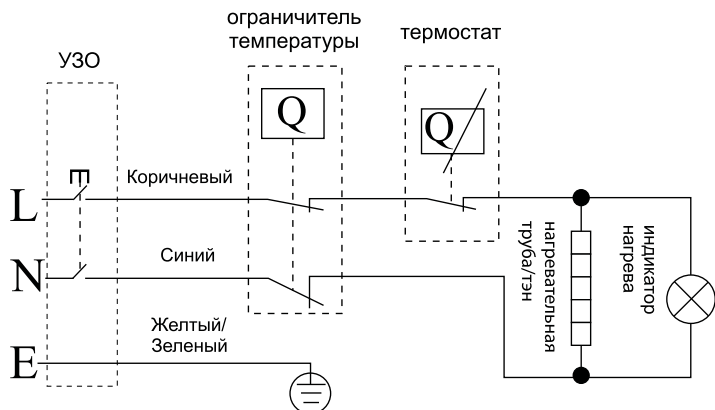 ограничитель
температуры
термостат
УЗО
Q
Q
Коричневый
L
Синий
N
Желтый/
Зеленый
E
нагревательная
труба/тэн
индикатор
нагрева